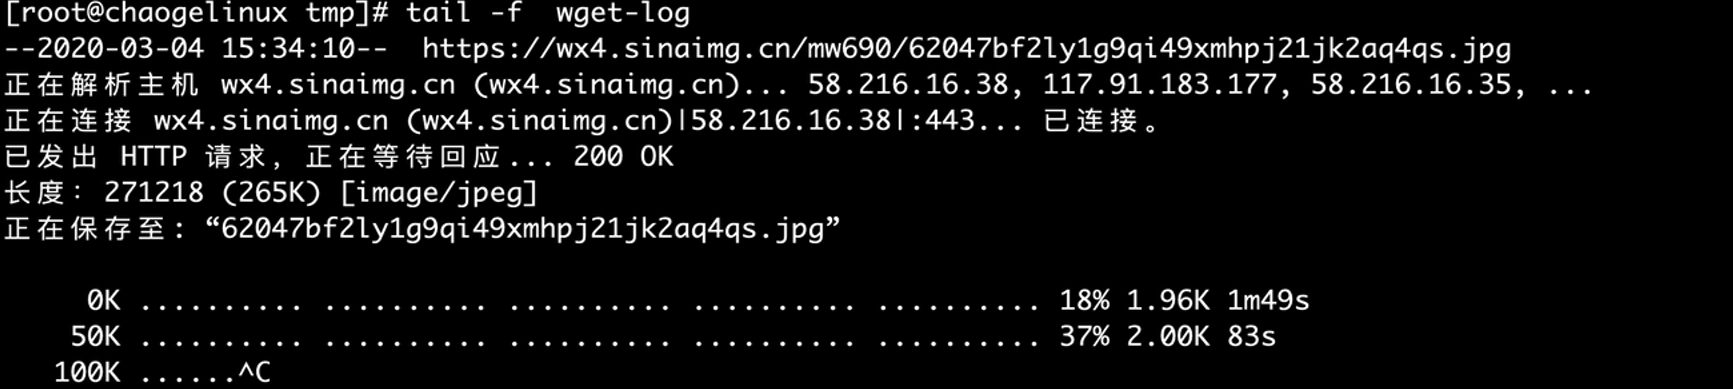 [root@chaogelinux tmp]# tail -f  wget-log
--2020-03-04 15:34:10--  https://wx4.sinaimg.cn/mw690/62047bf2ly1g9qi49xmhpj21jk2aq4qs.jpg
正在解析主机 wx4.sinaimg.cn (wx4.sinaimg.cn)... 58.216.16.38, 117.91.183.177, 58.216.16.35, ...
正在连接 wx4.sinaimg.cn (wx4.sinaimg.cn)|58.216.16.38|:443... 已连接。
已发出 HTTP 请求，正在等待回应... 200 OK
长度：271218 (265K) [image/jpeg]
正在保存至: “62047bf2ly1g9qi49xmhpj21jk2aq4qs.jpg”
     0K .......... .......... .......... .......... .......... 18% 1.96K 1m49s
    50K .......... .......... .......... .......... .......... 37% 2.00K 83s
   100K ......^C